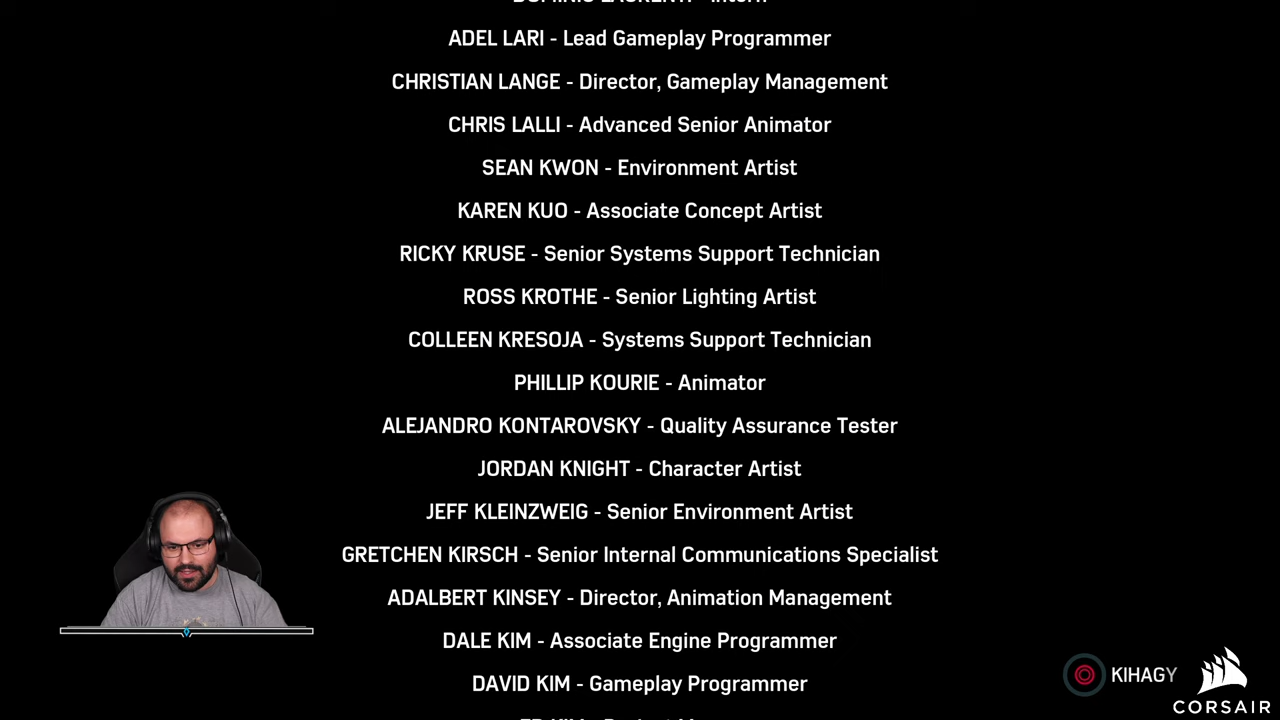 ADEL LARI - Lead Gameplay Programmer
CHRISTIAN LANGE - Director, Gameplay Management
CHRIS LALLI - Advanced Senior Animator
SEAN KWON - Environment Artist
KAREN KUO - Associate Concept Artist
RICKY KRUSE - Senior Systems Support Technician
ROSS KROTHE - Senior Lighting Artist
COLLEEN KRESOJA - Systems Support Technician
PHILLIP KOURIE - Animator
ALEJANDRO KONTAROVSKY - Quality Assurance Tester
JORDAN KNIGHT - Character Artist
JEFF KLEINZWEIG - Senior Environment Artist
GRETCHEN KIRSCH - Senior Internal Communications Specialist
ADALBERT KINSEY - Director, Animation Management
DALE KIM - Associate Engine Programmer
DAVID KIM - Gameplay Programmer
KIHAGY
CORSAIR